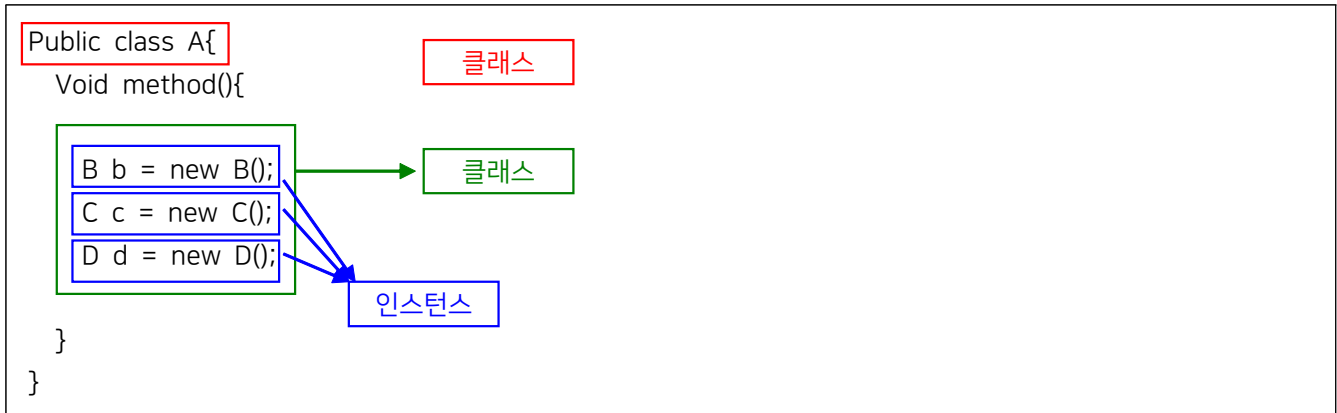 Public class A{
클래스
Void method(){
B b = new B();
클래스
C c = new C();
D d = new D();
인스턴스
}
}